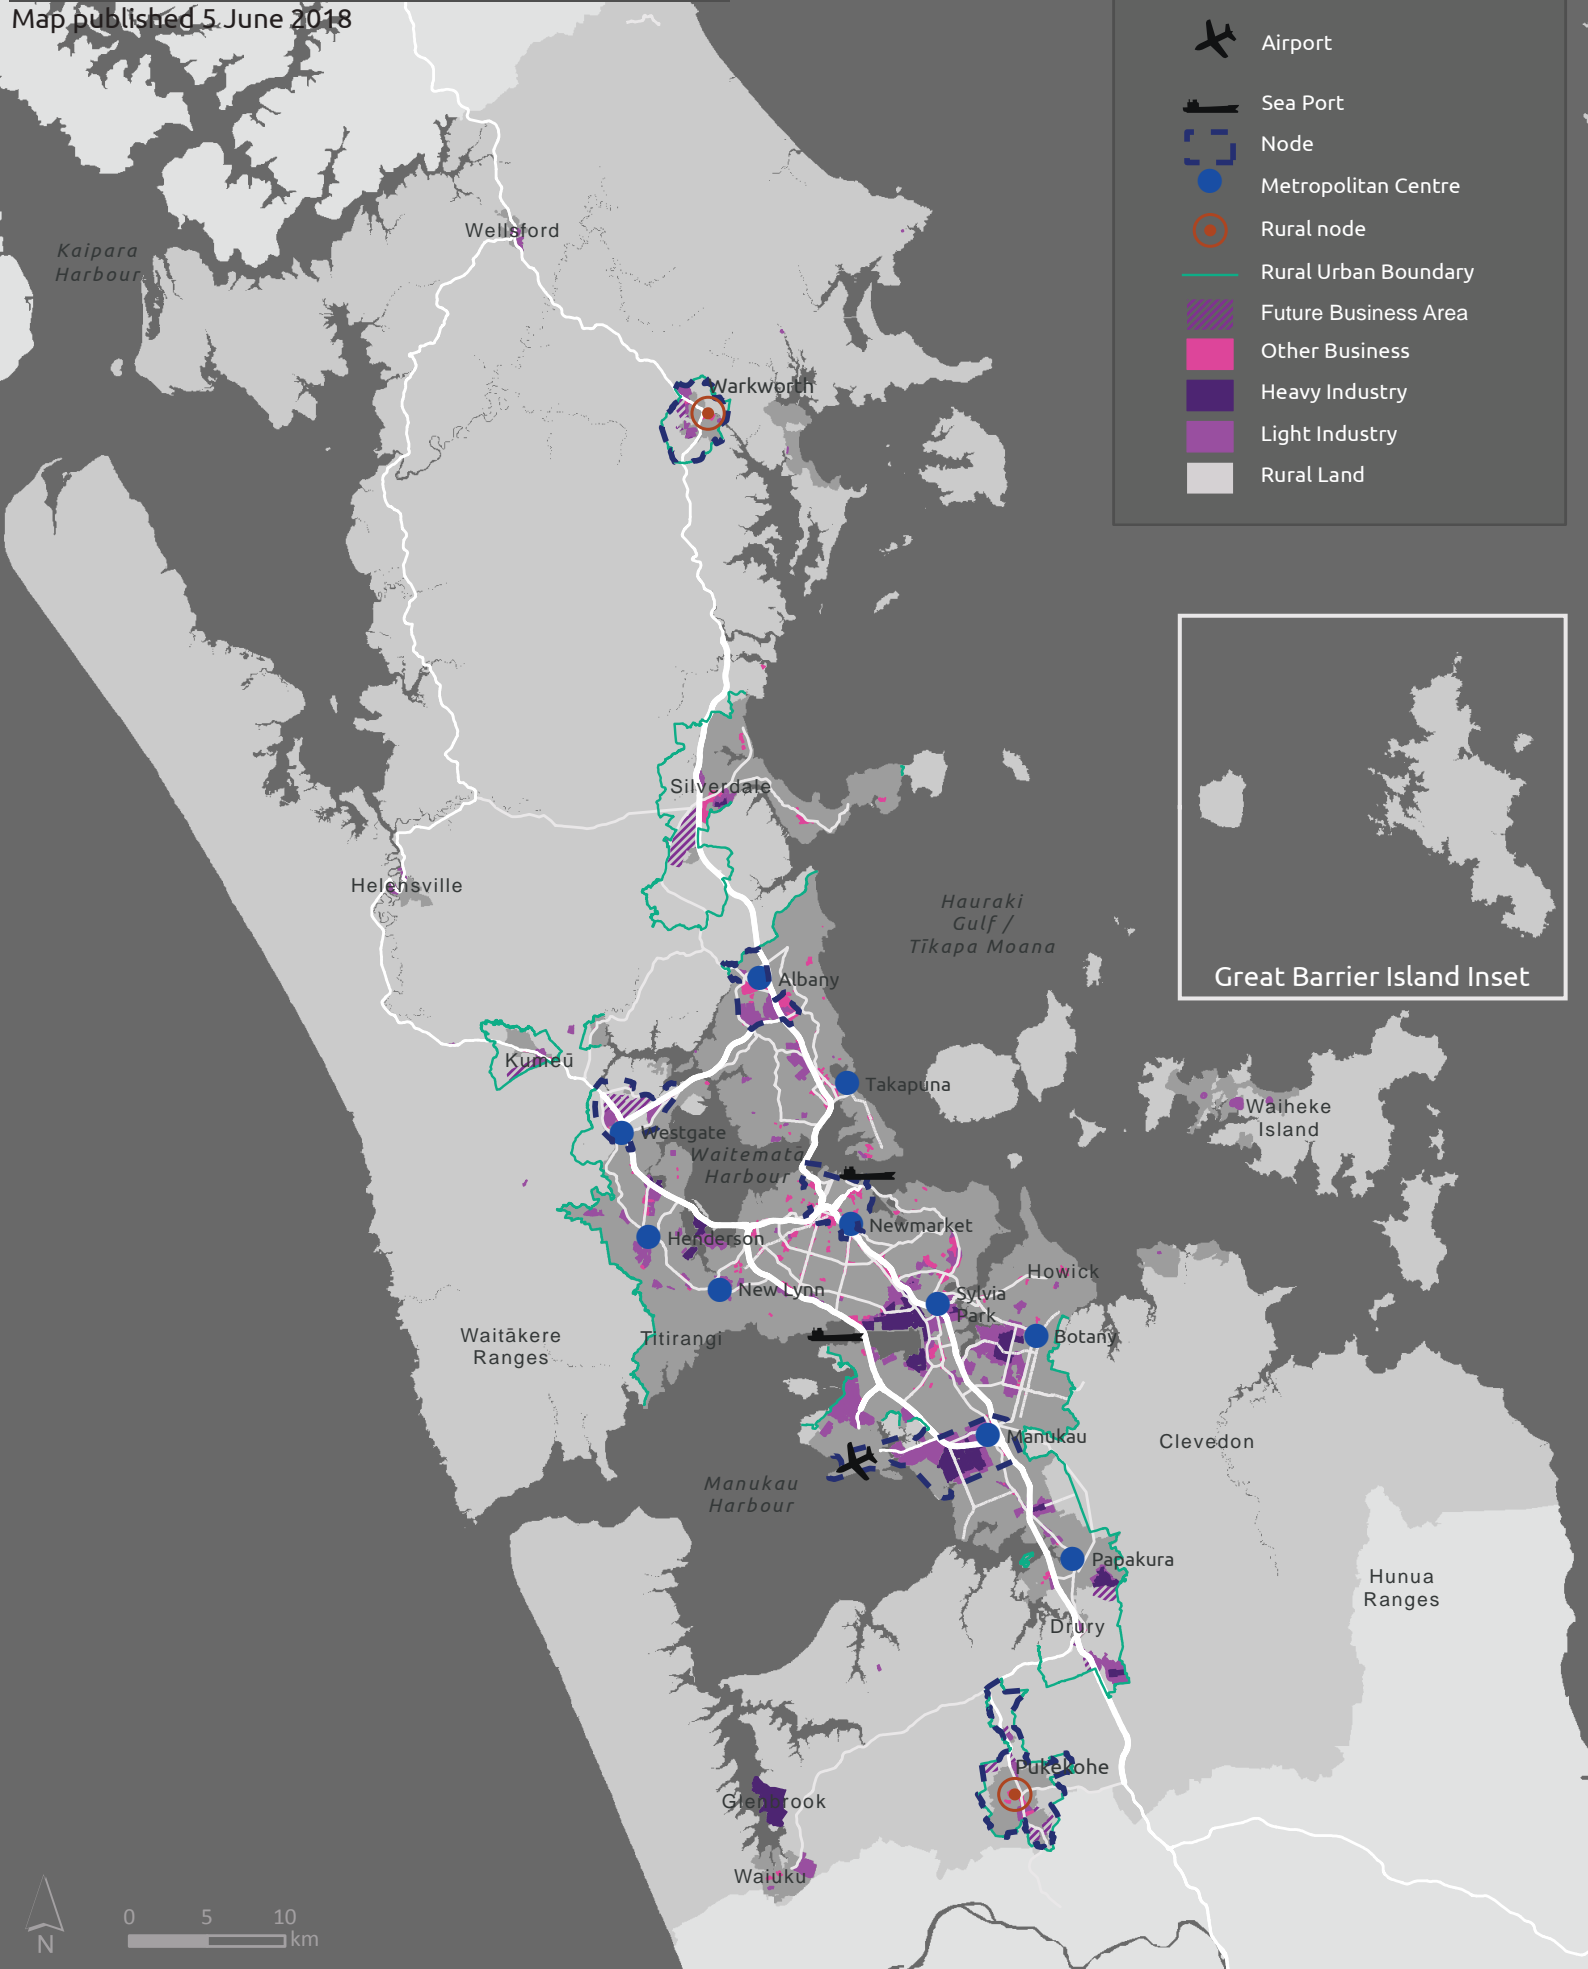 Map published 5 June 2018
Airport
Sea Port
Node
Metropolitan Centre
Rural node
Rural Urban Boundary
Future Business Area
Other Business
Heavy Industry
Light Industry
Rural Land
Wellsford
Kaipara
Harbour
Warkworth
Silverdale
Helensville
Hauraki
Gulf /
Tīkapa Moana
Great Barrier Island Inset
Albany
Kumeū
Takapuna
Waiheke
Island
Westgate
Waitematā
Harbour
Newmarket
Henderson
Howick
New Lynn
Sylvia
Park
Waitākere
Ranges
Titirangi
Botany
Manukau
Clevedon
Manukau
Harbour
Papakura
Hunua
Ranges
Drury
Pukekohe
Glenbrook
Waiuku
N
0 5 10
km